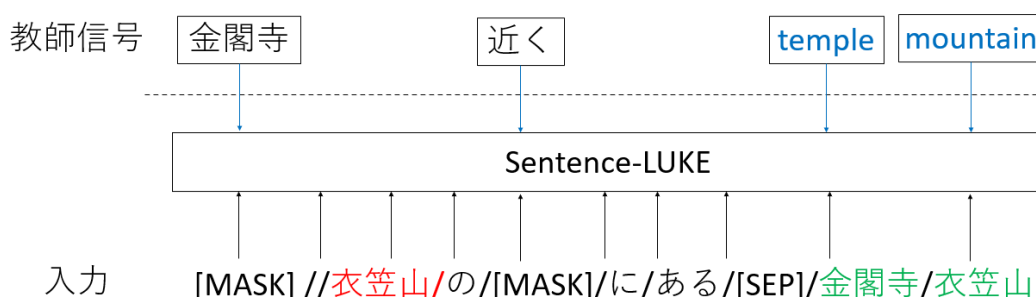 教師信号 金閣寺 近く temple mountain
Sentence-LUKE
入力 [MASK] //衣笠山/の/[MASK]/に/ある/[SEP]/金閣寺/衣笠山